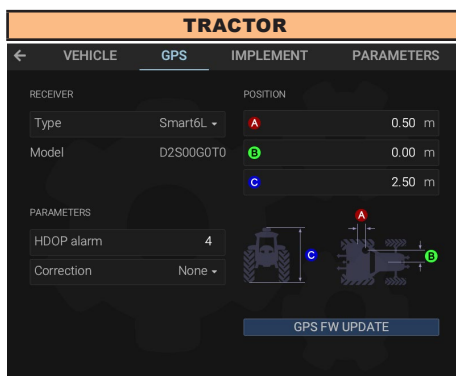 TRACTOR
VEHICLE GPS IMPLEMENT PARAMETERS
RECEIVER
Type Smart6L
Model D2S00G0T0
PARAMETERS
HDOP alarm 4
Correction None
POSITION
A 0.50 m
B 0.00 m
C 2.50 m
A
C
B
GPS FW UPDATE